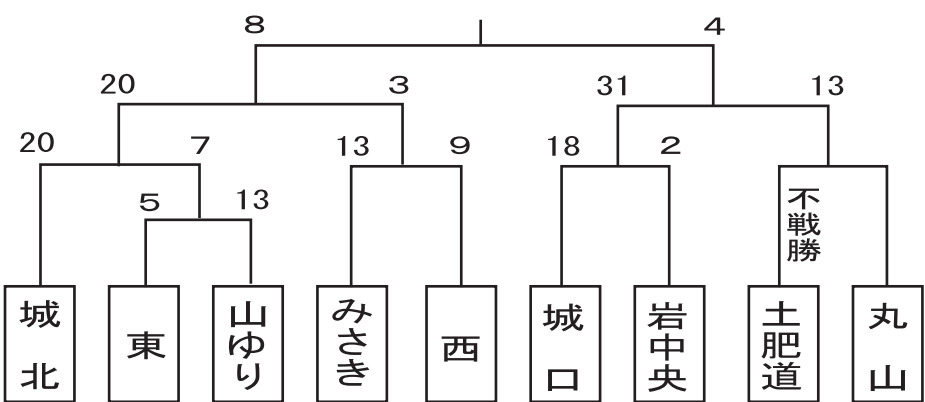 8 4
20 3 31 13
20 7 13 9 18 2
5 13
不戦勝
城北
東
山ゆり
みさき
西
城口
岩中央
土肥道
丸山